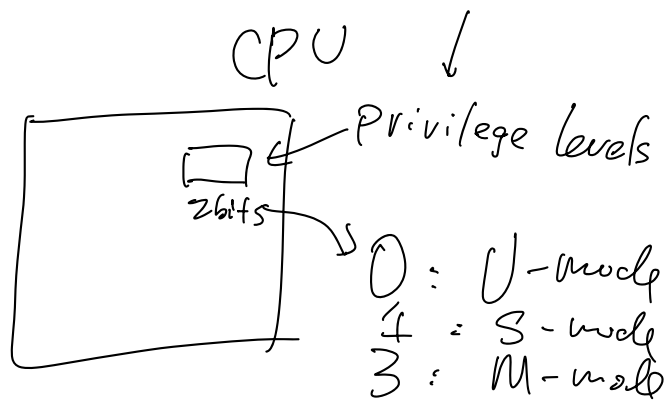 CPU
Privilege levels
2bits
0: U-mode
1: S-mode
3: M-mode